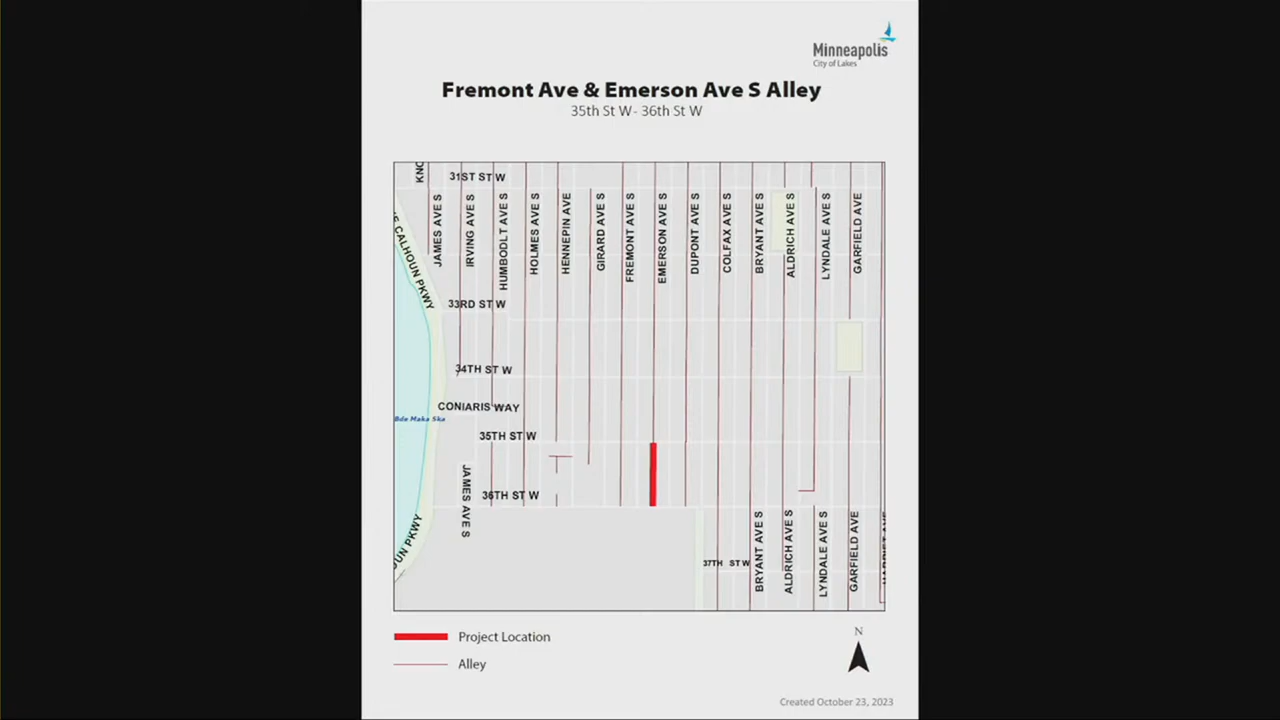 Minneapolis
City of Lakes
Fremont Ave & Emerson Ave S Alley
35th St W - 36th St W
31ST ST W
JAMES AVE S
IRVING AVE S
HUMBOLDT AVE S
HOLMES AVE S
HENNEPIN AVE
GIRARD AVE S
FREMONT AVE S
EMERSON AVE S
DUPONT AVE S
COLFAX AVE S
BRYANT AVE S
ALDRICH AVE S
LYNDALE AVE S
GARFIELD AVE
CALHOUN PKWY
33RD ST W
34TH ST W
CONIARIS WAY
Bde Maka Ska
35TH ST W
JAMES AVE S
36TH ST W
PKWY
37TH ST W
BRYANT AVE S
ALDRICH AVE S
LYNDALE AVE S
GARFIELD AVE
Project Location
Alley
N
Created October 23, 2023